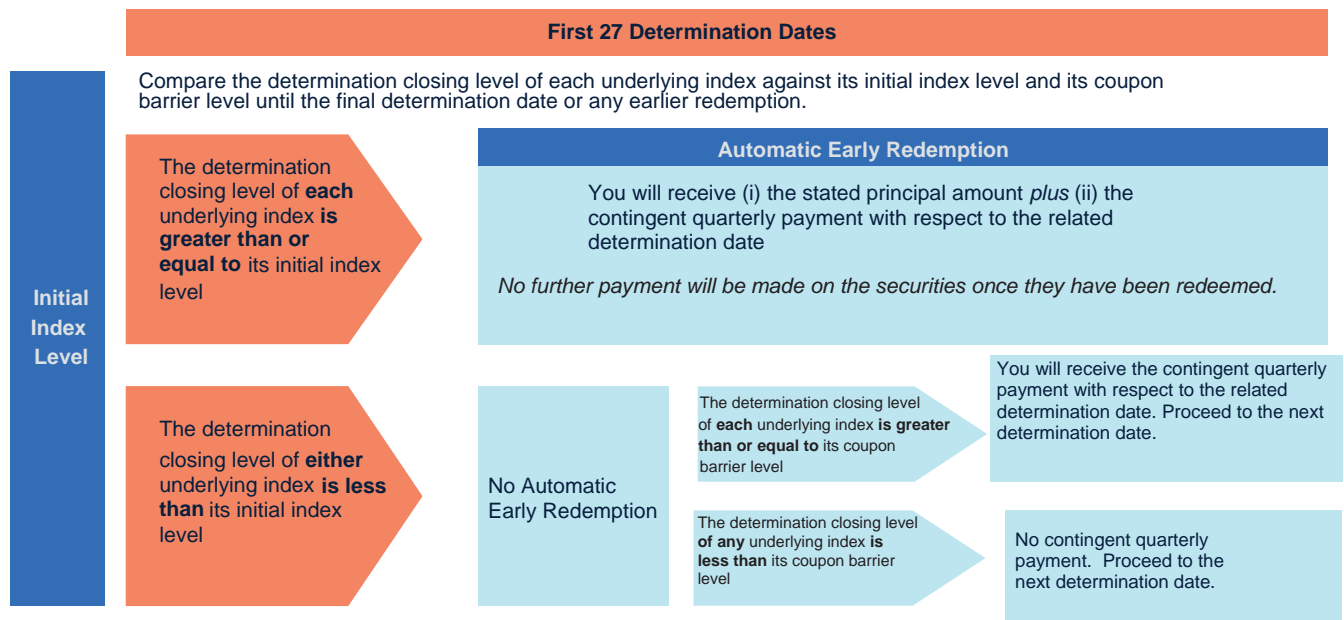 First 27 Determination Dates
Compare the determination closing level of each underlying index against its initial index level and its coupon
barrier level until the final determination date or any earlier redemption.
Initial
Index
Level
The determination
closing level of each
underlying index is
greater than or
equal to its initial index
level
Automatic Early Redemption
You will receive (i) the stated principal amount plus (ii) the
contingent quarterly payment with respect to the related
determination date
No further payment will be made on the securities once they have been redeemed.
The determination
closing level of either
underlying index is less
than its initial index
level
No Automatic
Early Redemption
The determination closing level
of each underlying index is greater
than or equal to its coupon
barrier level
You will receive the contingent quarterly
payment with respect to the related
determination date. Proceed to the next
determination date.
The determination closing level
of any underlying index is
less than its coupon barrier
level
No contingent quarterly
payment.  Proceed to the
next determination date.